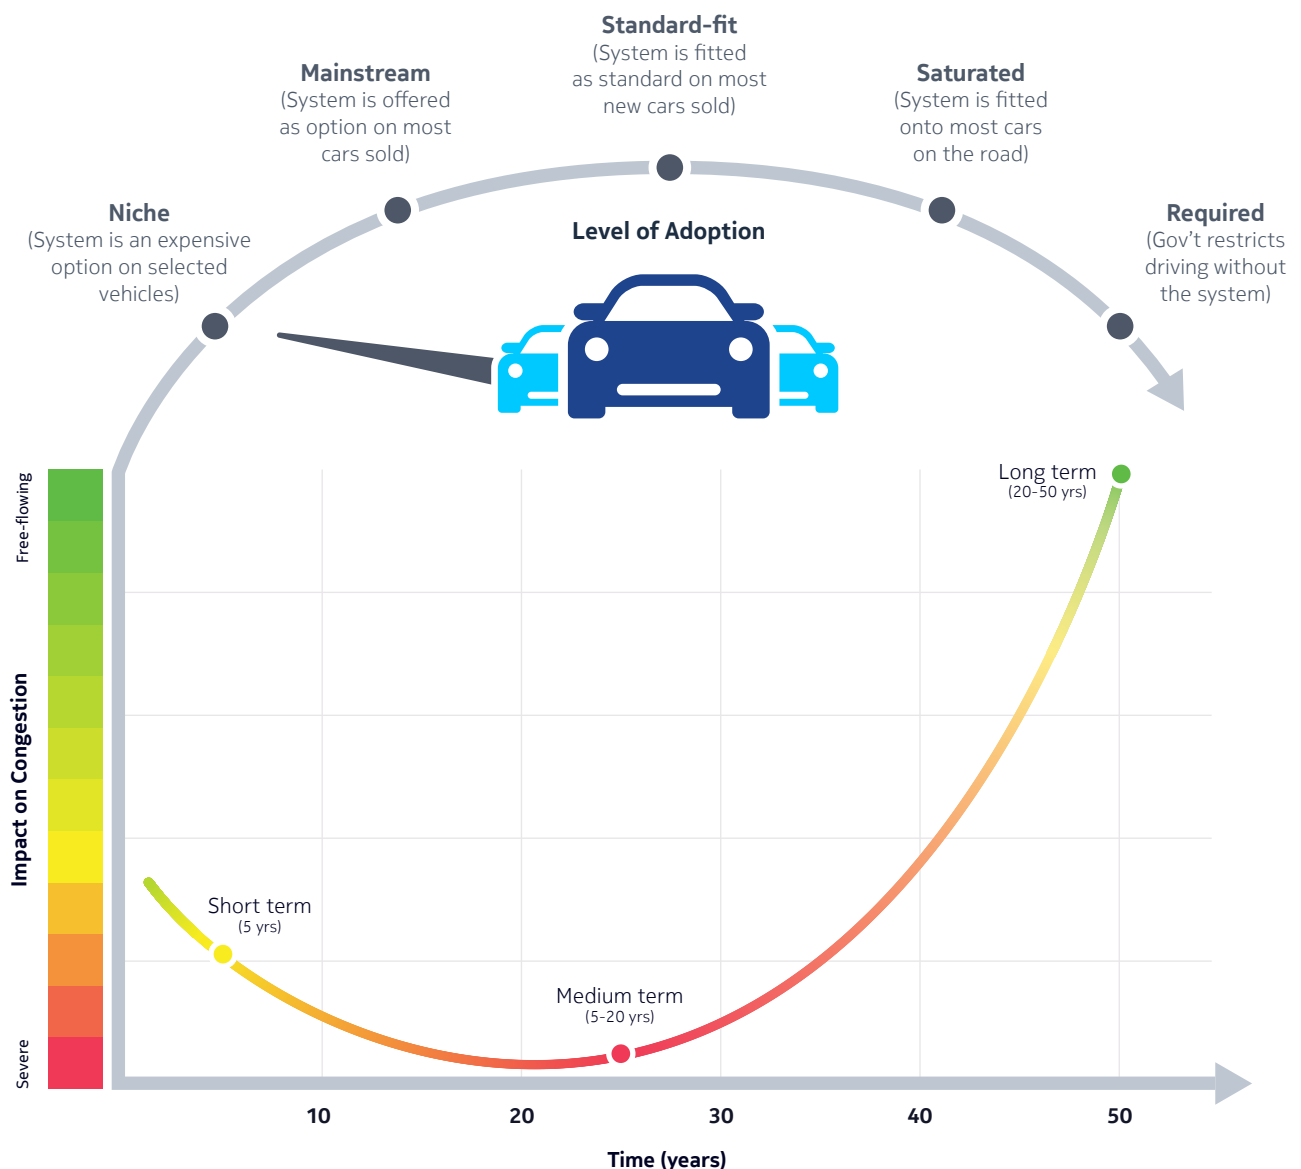 Standard-fit
(System is fitted
as standard on most
new cars sold)
Mainstream
(System is offered
as option on most
cars sold)
Saturated
(System is fitted
onto most cars
on the road)
Niche
(System is an expensive
option on selected
vehicles)
Required
(Gov't restricts
driving without
the system)
Level of Adoption
Free-flowing
Impact on Congestion
Severe
Long term
(20-50 yrs)
Short term
(5 yrs)
Medium term
(5-20 yrs)
10
20
30
40
50
Time (years)